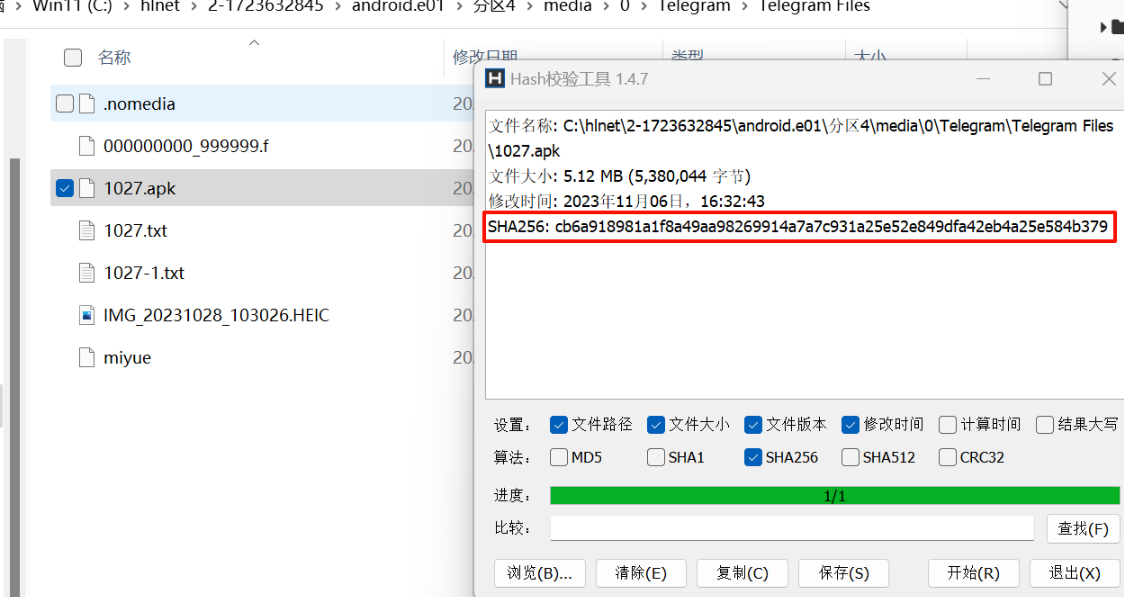 Win11 (C:) > hlnet > 2-1723632845 > android.e01 > 分区4 > media > 0 > Telegram > Telegram Files
名称
修改日期
类型
大小
.nomedia
20
000000000_999999.f
20
1027.apk
20
1027.txt
20
1027-1.txt
20
IMG_20231028_103026.HEIC
20
miyue
20
Hash校验工具 1.4.7
文件名称: C:\hlnet\2-1723632845\android.e01\分区4\media\0\Telegram\Telegram Files
\1027.apk
文件大小: 5.12 MB (5,380,044 字节)
修改时间: 2023年11月06日，16:32:43
SHA256: cb6a918981a1f8a49aa98269914a7a7c931a25e52e849dfa42eb4a25e584b379
设置： 文件路径 文件大小 文件版本 修改时间 计算时间 结果大写
算法： MD5 SHA1 SHA256 SHA512 CRC32
进度： 1/1
比较： 查找(F)
浏览(B)... 清除(E) 复制(C) 保存(S) 开始(R) 退出(X)